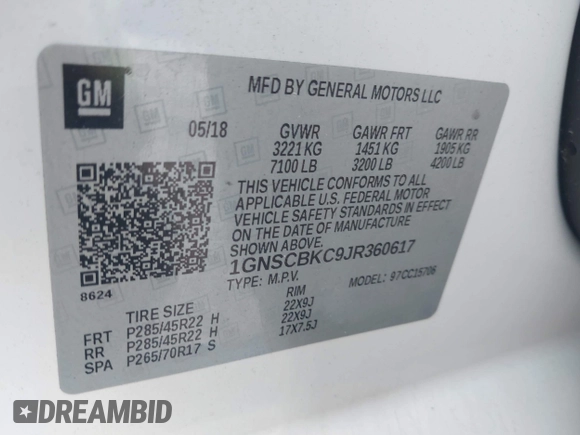 GM
MFD BY GENERAL MOTORS LLC
05/18 GVWR GAWR FRT GAWR RR
3221 KG 1451 KG 1905 KG
7100 LB 3200 LB 4200 LB
THIS VEHICLE CONFORMS TO ALL
APPLICABLE U.S. FEDERAL MOTOR
VEHICLE SAFETY STANDARDS IN EFFECT
ON THE DATE OF MANUFACTURE
SHOWN ABOVE.
1GNSCBKC9JR360617
TYPE: M.P.V. MODEL: 97CC15706
8624
TIRE SIZE RIM
FRT P285/45R22 H 22X9J
RR P285/45R22 H 22X9J
SPA P265/70R17 S 17X7.5J
DREAMBID